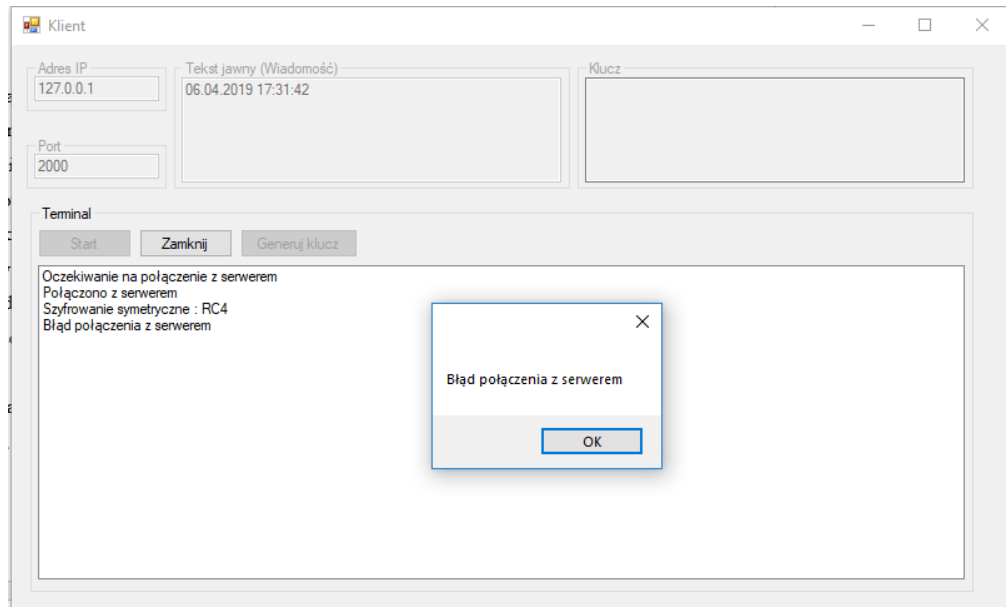 Klient
Adres IP
127.0.0.1
Tekst jawny (Wiadomość)
06.04.2019 17:31:42
Klucz
Port
2000
Terminal
Start
Zamknij
Generuj klucz
Oczekiwanie na połączenie z serwerem
Połączono z serwerem
Szyfrowanie symetryczne : RC4
Błąd połączenia z serwerem
Błąd połączenia z serwerem
OK